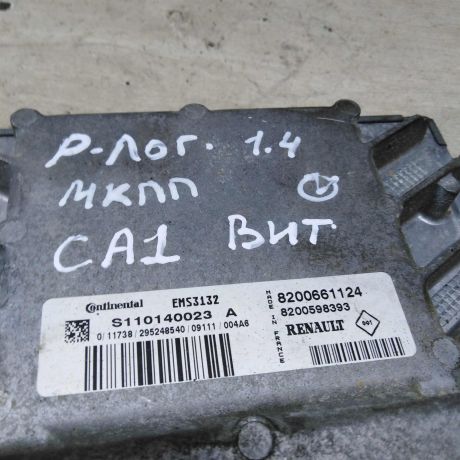 Р-ЛОГ. 1.4
МКПП
СА1 ВИТ
Continental EMS3132
S110140023 A
0/11738/295248540/09111/004A6
MADE IN FRANCE
8200661124
8200598393
RENAULT